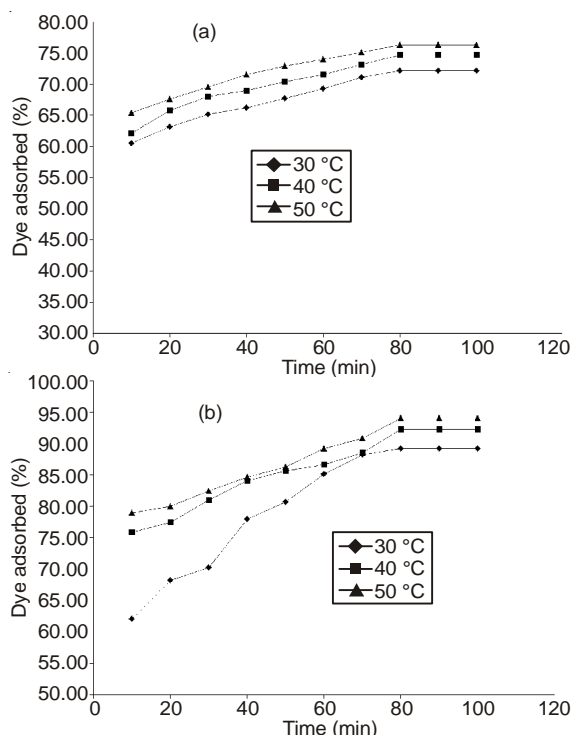 80.00
(a)
75.00
70.00
65.00
60.00
55.00
50.00
45.00
40.00
35.00
30.00
Dye adsorbed (%)
30 °C
40 °C
50 °C
0 20 40 60 80 100 120
Time (min)
100.00
(b)
95.00
90.00
85.00
80.00
75.00
70.00
65.00
60.00
55.00
50.00
Dye adsorbed (%)
30 °C
40 °C
50 °C
0 20 40 60 80 100 120
Time (min)